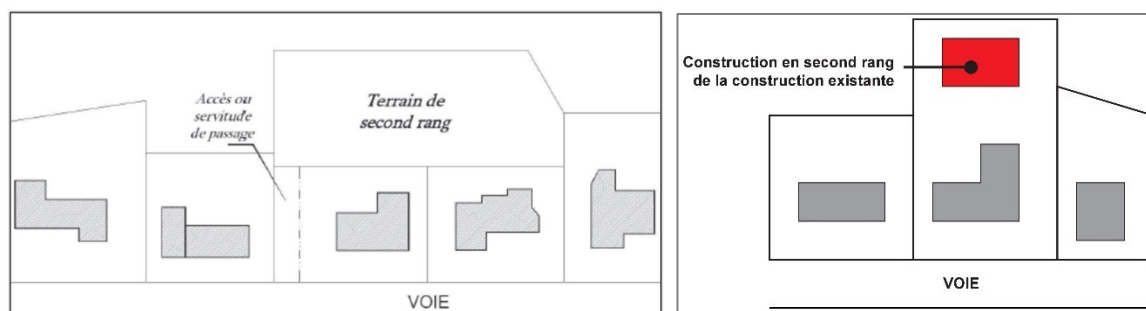 Accès ou
servitude
de passage
Terrain de
second rang
VOIE
Construction en second rang
de la construction existante
VOIE